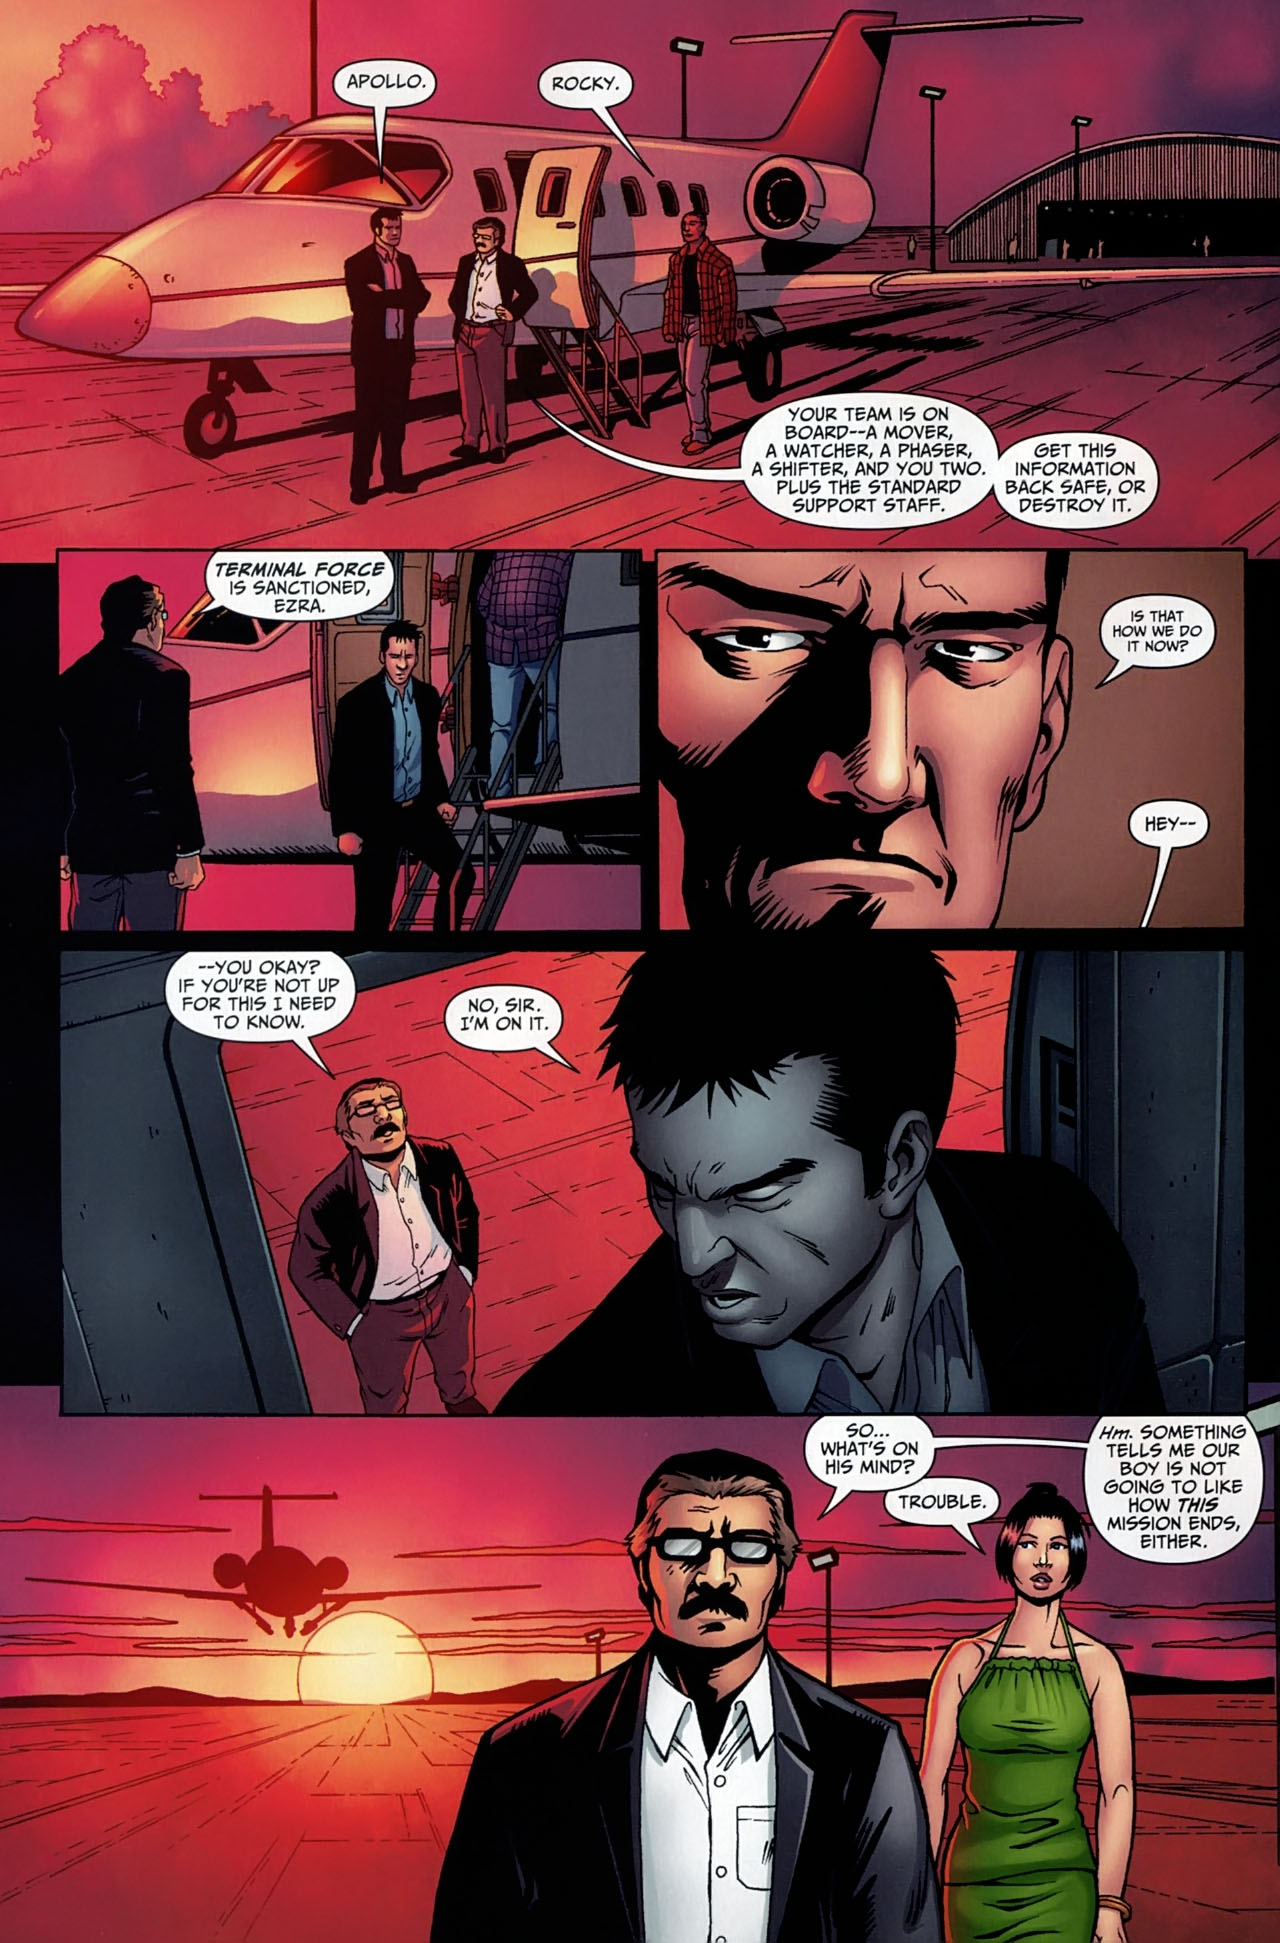 APOLLO.
ROCKY.
YOUR TEAM IS ON
BOARD--A MOVER,
A WATCHER, A PHASER,
A SHIFTER, AND YOU TWO.
PLUS THE STANDARD
SUPPORT STAFF.
GET THIS
INFORMATION
BACK SAFE, OR
DESTROY IT.
TERMINAL FORCE
IS SANCTIONED,
EZRA.
IS THAT
HOW WE DO
IT NOW?
HEY--
--YOU OKAY?
IF YOU'RE NOT UP
FOR THIS I NEED
TO KNOW.
NO, SIR.
I'M ON IT.
SO...
WHAT'S ON
HIS MIND?
TROUBLE.
Hm. SOMETHING
TELLS ME OUR
BOY IS NOT
GOING TO LIKE
HOW THIS
MISSION ENDS,
EITHER.